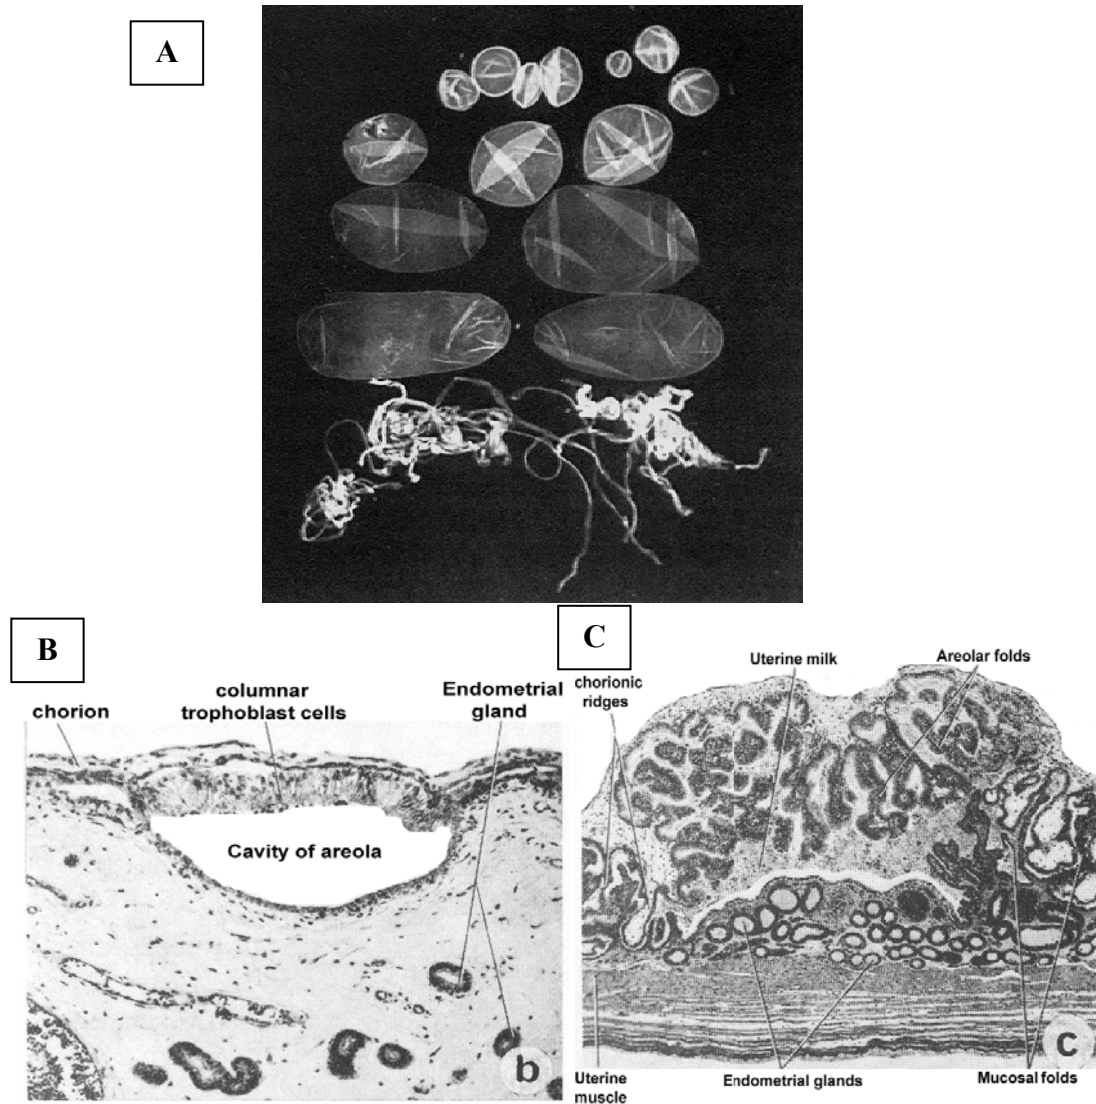 A
B
C
chorion
columnar
trophoblast cells
Endometrial
gland
Cavity of areola
b
Uterine milk
Areolar folds
chorionic
ridges
Uterine
muscle
Endometrial glands
Mucosal folds
c